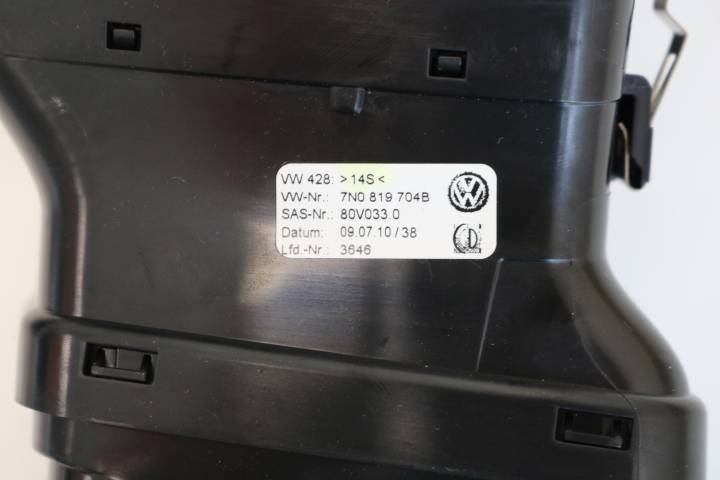 VW 428: >14S<
VW-Nr.: 7N0 819 704B
SAS-Nr.: 80V033.0
Datum: 09.07.10/38
Lfd.-Nr.: 3646